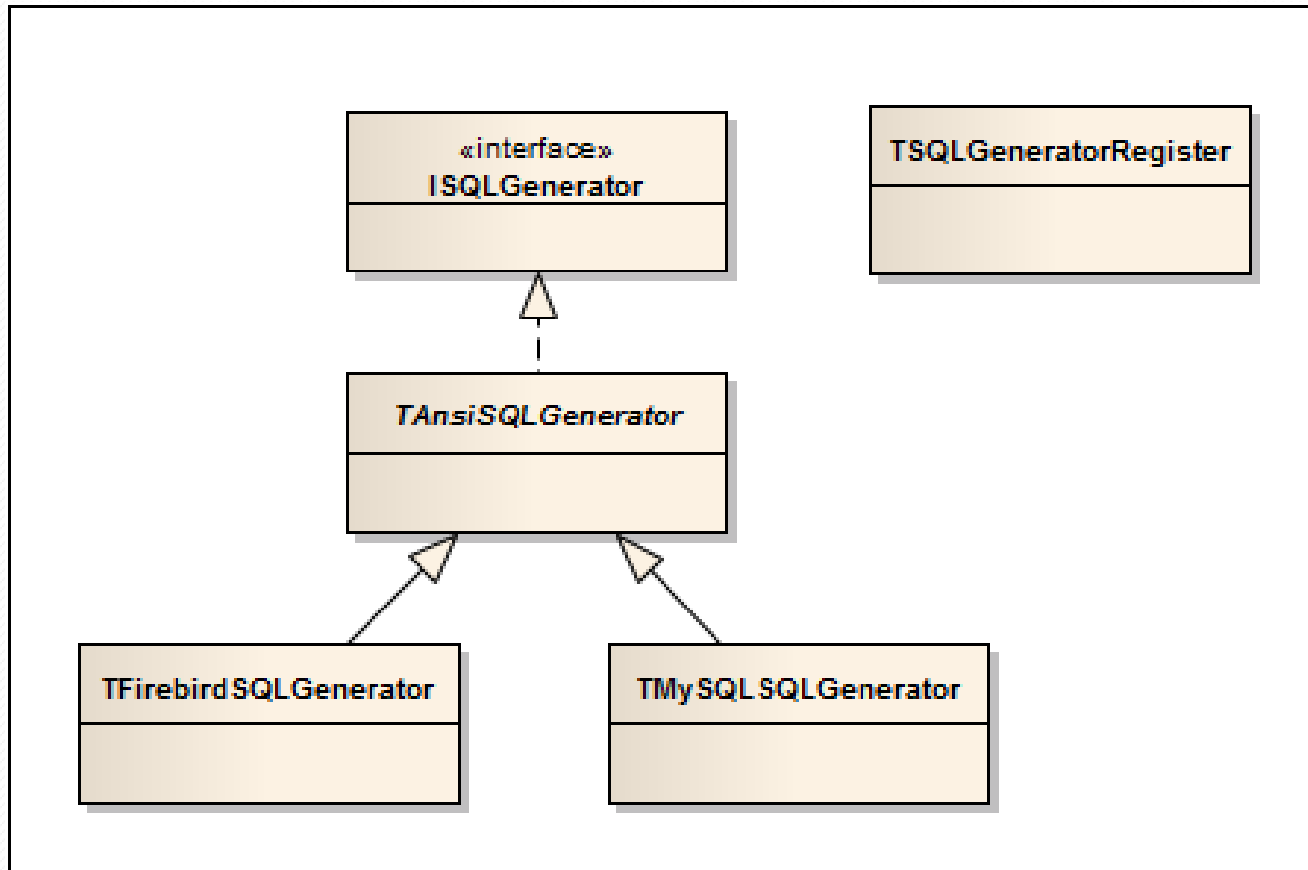 «interface»
ISQLGenerator
TSQLGeneratorRegister
TAnsiSQLGenerator
TFirebirdSQLGenerator
TMySQLSQLGenerator